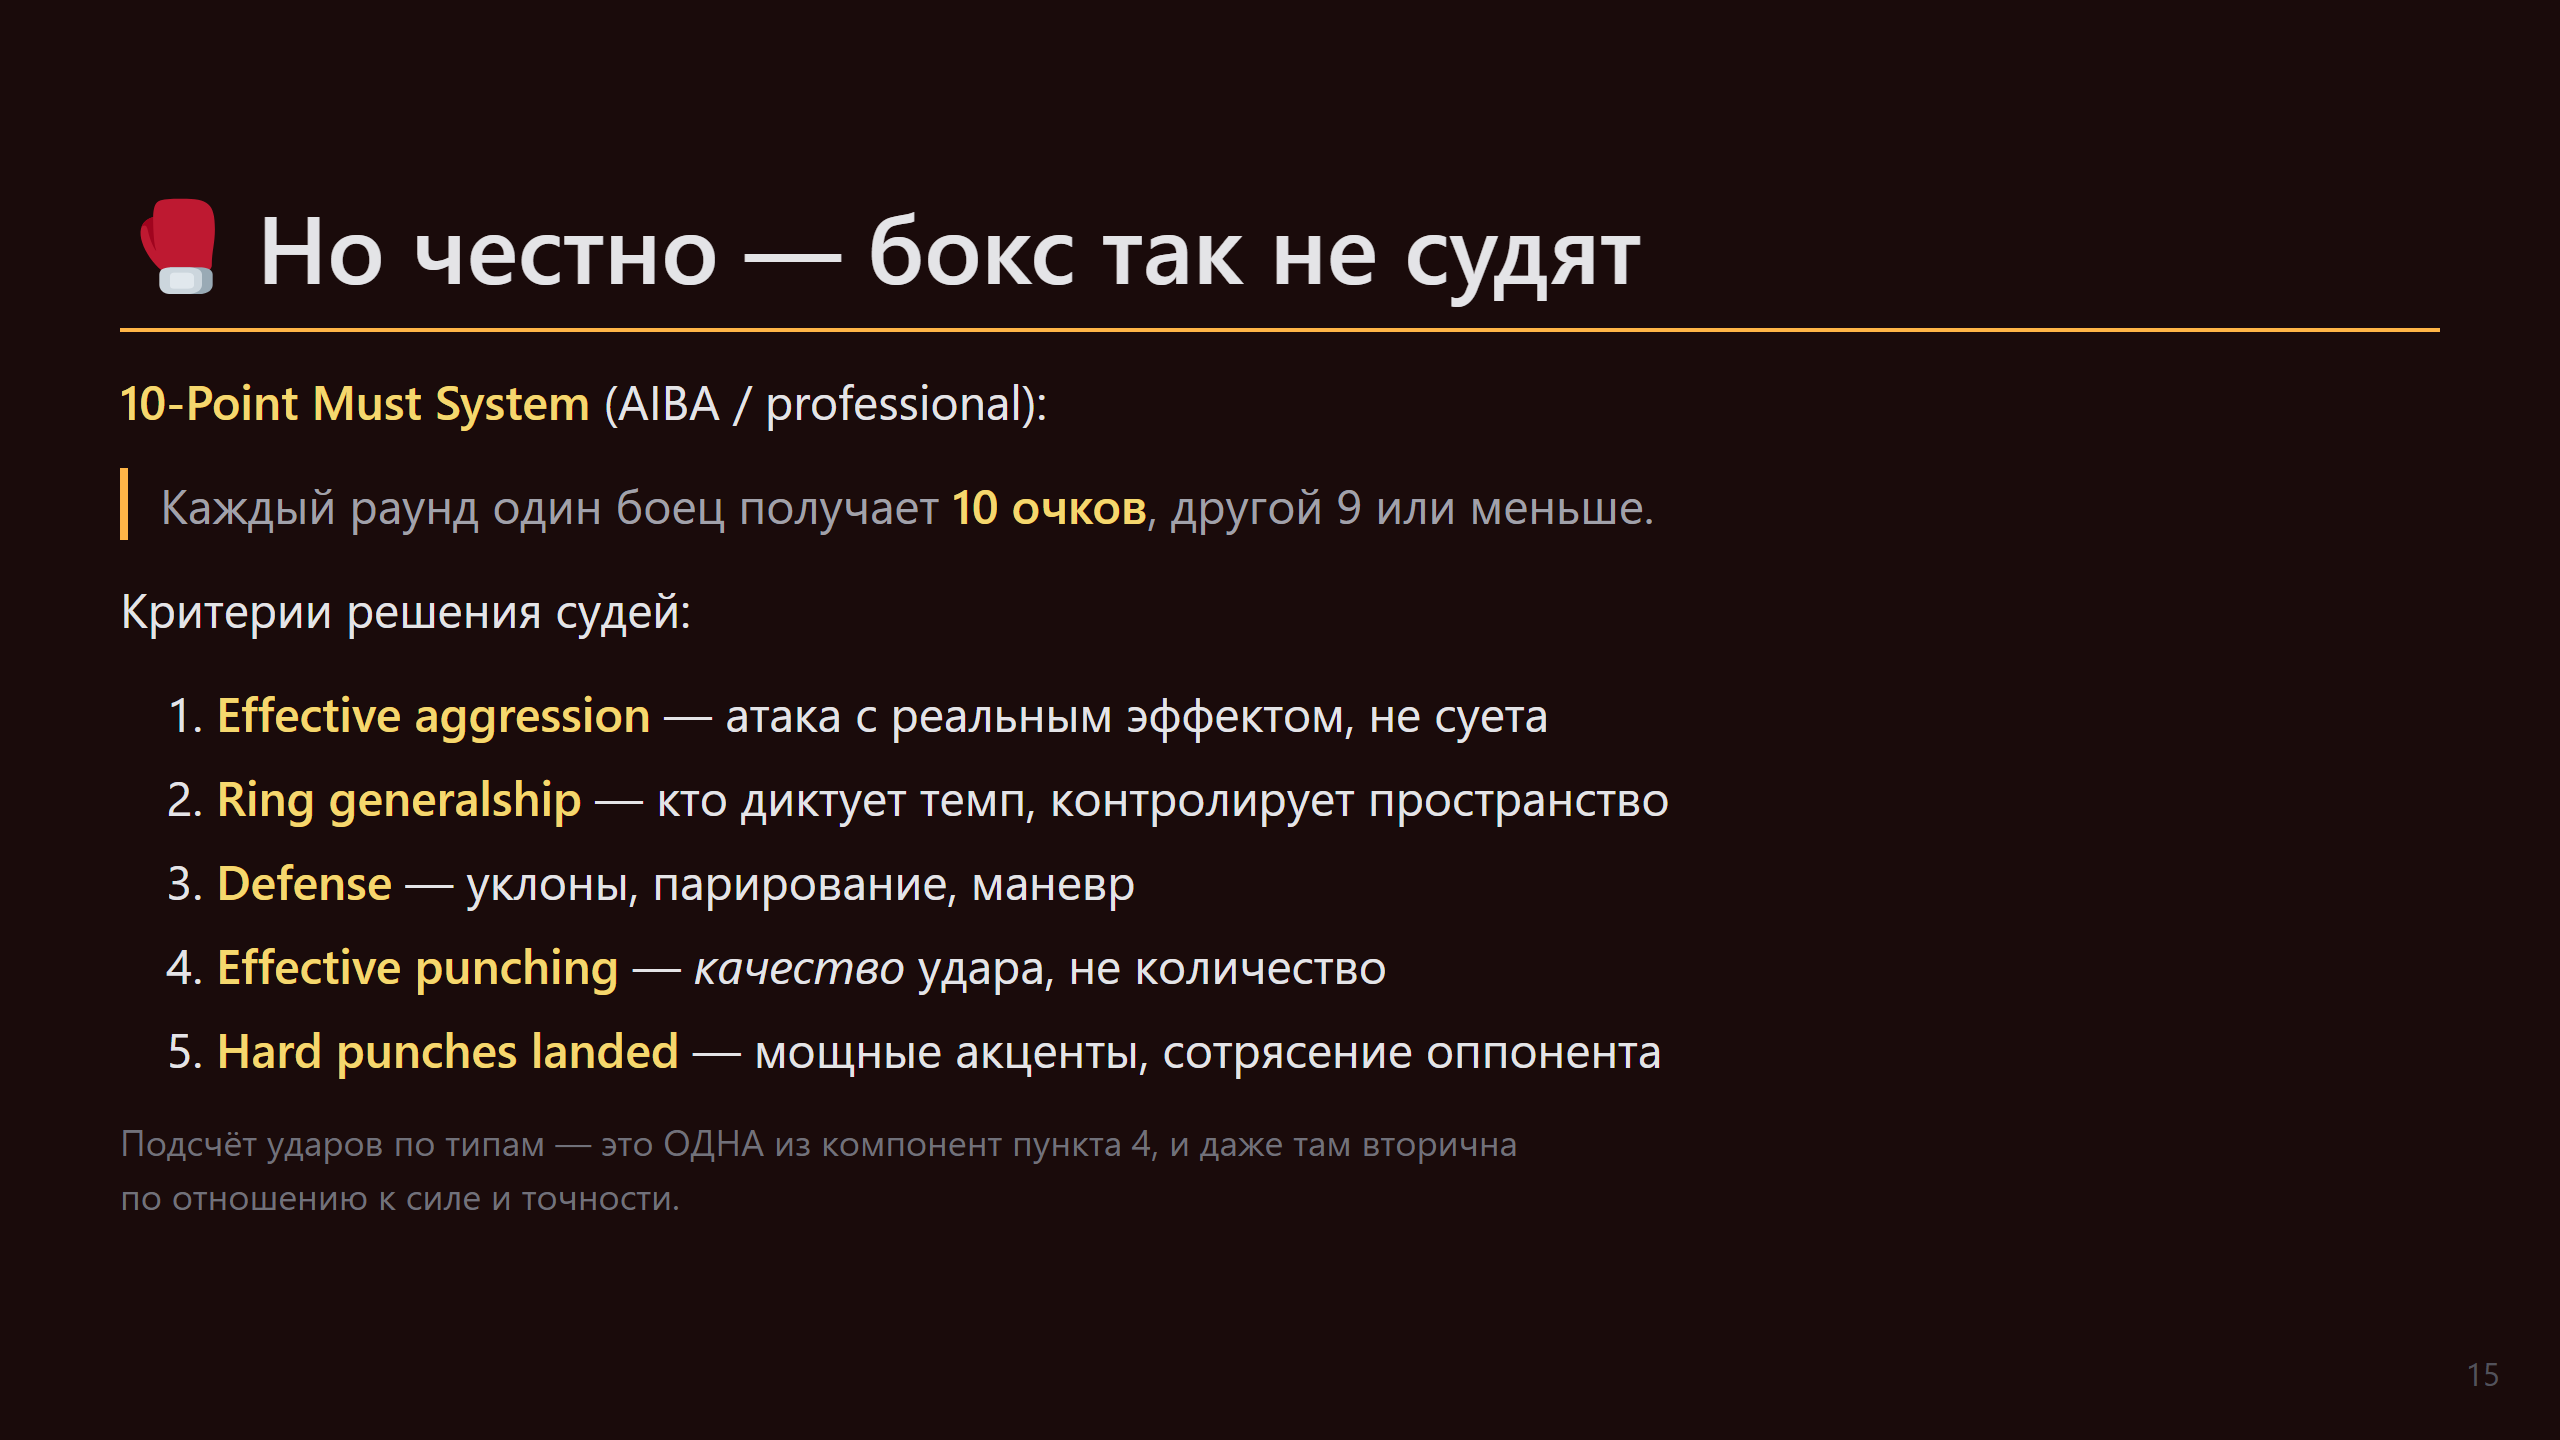 Но честно — бокс так не судят
10-Point Must System (AIBA / professional):
Каждый раунд один боец получает 10 очков, другой 9 или меньше.
Критерии решения судей:
1. Effective aggression — атака с реальным эффектом, не суета
2. Ring generalship — кто диктует темп, контролирует пространство
3. Defense — уклоны, парирование, маневр
4. Effective punching — качество удара, не количество
5. Hard punches landed — мощные акценты, сотрясение оппонента
Подсчёт ударов по типам — это ОДНА из компонент пункта 4, и даже там вторична
по отношению к силе и точности.
15